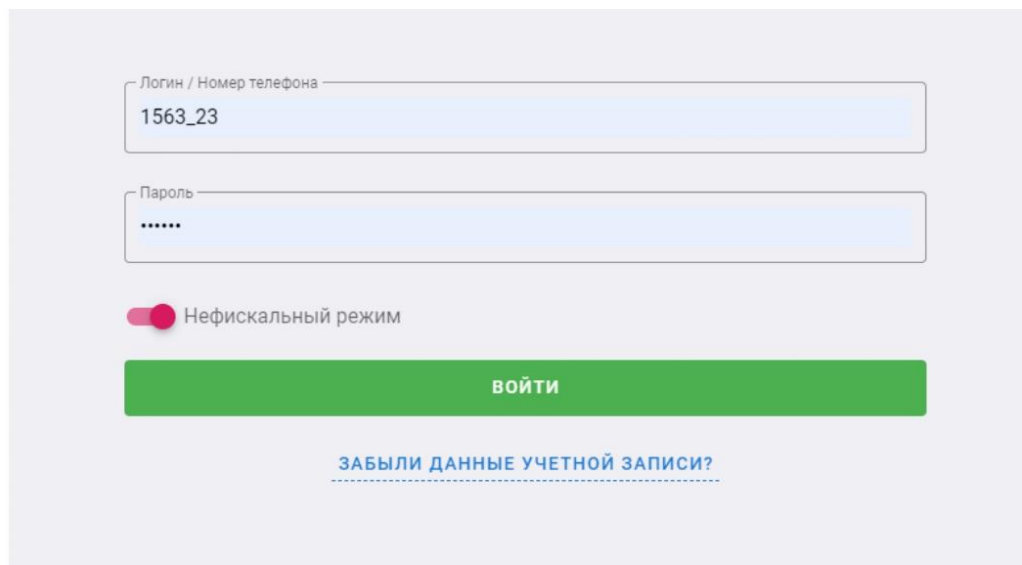 Логин / Номер телефона
1563_23
Пароль
••••••
Нефискальный режим
ВОЙТИ
ЗАБЫЛИ ДАННЫЕ УЧЕТНОЙ ЗАПИСИ?